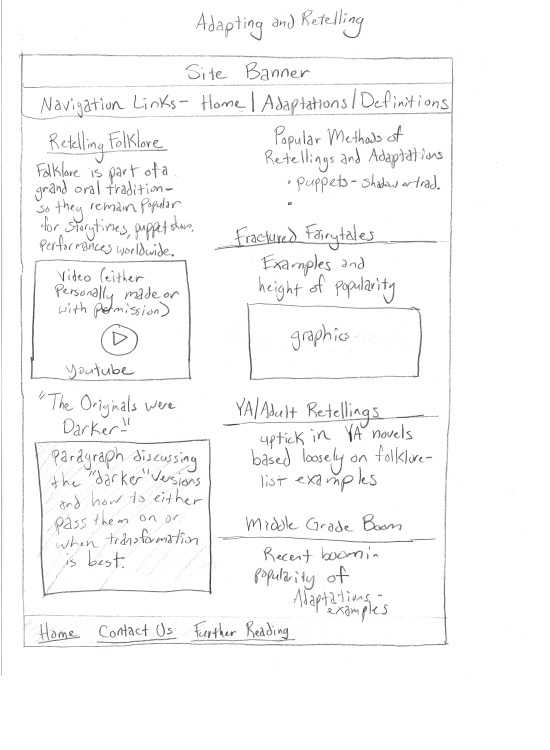 Adapting and Retelling
Site Banner
Navigation Links - Home | Adaptations | Definitions
Retelling Folklore
Folklore is part of a
grand oral tradition -
so they remain popular
for storytimes, puppet shows,
performances worldwide.
Video (either
Personally made or
with permission)
Youtube
"The Originals were
Darker-"
Paragraph discussing
the "darker" versions
and how to either
pass them on or
when transformation
is best.
Popular Methods of
Retellings and Adaptations
• puppets - shadow or trad.
•
Fractured Fairytales
Examples and
height of popularity
graphics
YA/Adult Retellings
uptick in YA novels
based loosely on folklore -
list examples
Middle Grade Boom
Recent boom in
popularity of
Adaptations -
examples
Home Contact Us Further Reading